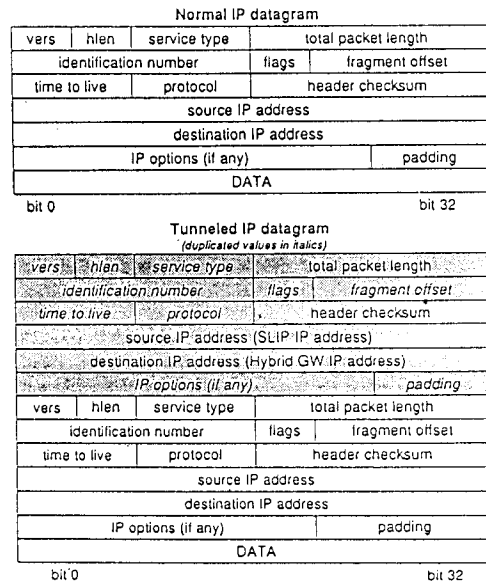 Normal IP datagram
vers hlen service type total packet length
identification number flags fragment offset
time to live protocol header checksum
source IP address
destination IP address
IP options (if any) padding
DATA
bit 0 bit 32
Tunneled IP datagram
(duplicated values in italics)
vers hlen service type total packet length
identification number flags fragment offset
time to live protocol header checksum
source IP address (SLIP IP address)
destination IP address (Hybrid GW IP address)
IP options (if any) padding
vers hlen service type total packet length
identification number flags fragment offset
time to live protocol header checksum
source IP address
destination IP address
IP options (if any) padding
DATA
bit 0 bit 32